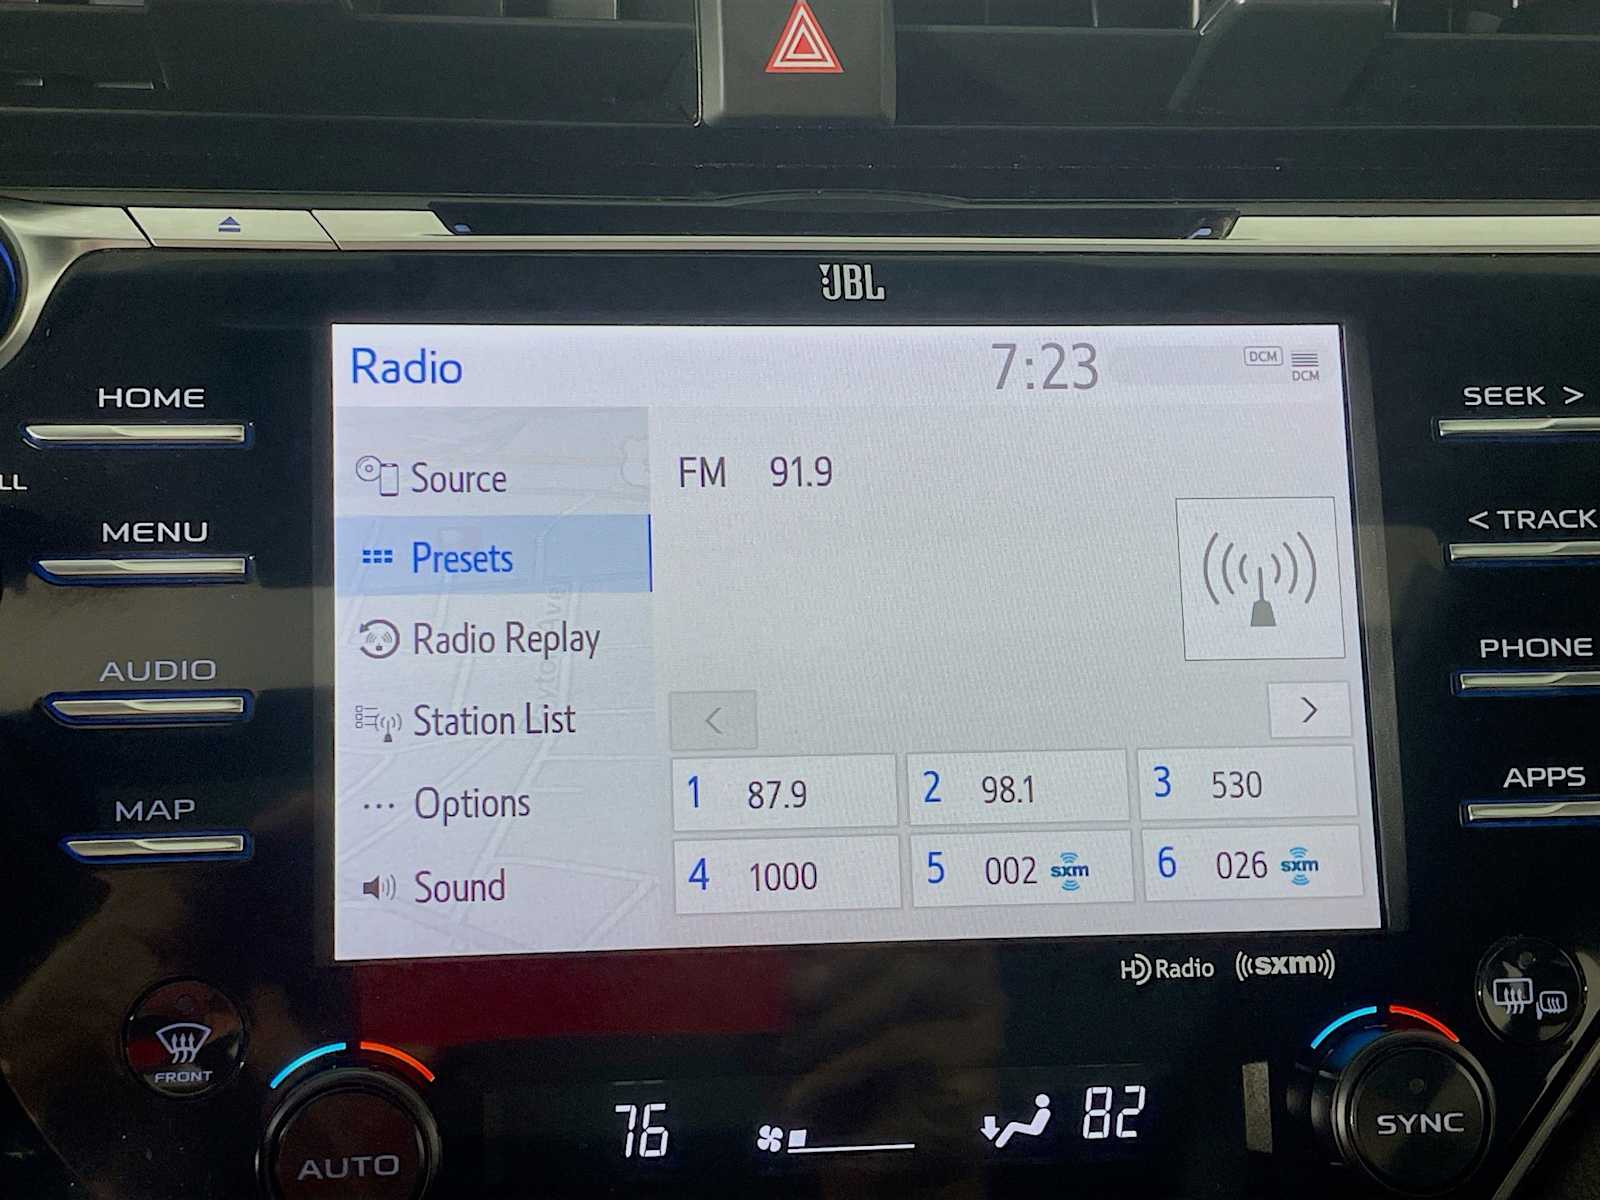 JBL
Radio 7:23 DCM
DCM
HOME
SEEK >
LL
Source
FM 91.9
MENU
< TRACK
Presets
Radio Replay
AUDIO
PHONE
Station List
1 87.9 2 98.1 3 530
MAP
APPS
Options
4 1000 5 002 sxm 6 026 sxm
Sound
HD Radio ((sxm))
FRONT
76 82
AUTO
SYNC